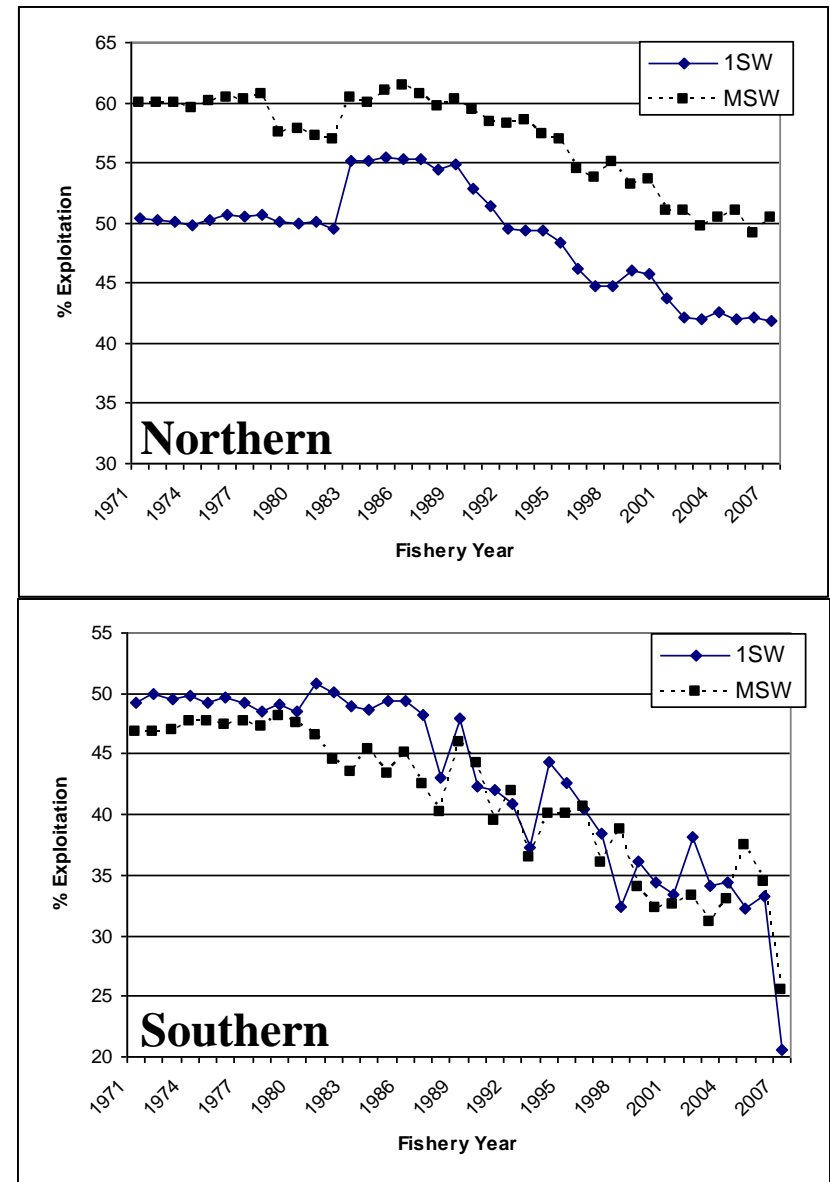 65
60
55
50
45
40
35
30
% Exploitation
1SW
MSW
Northern
1971 1974 1977 1980 1983 1986 1989 1992 1995 1998 2001 2004 2007
Fishery Year
55
50
45
40
35
30
25
20
% Exploitation
1SW
MSW
Southern
1971 1974 1977 1980 1983 1986 1989 1992 1995 1998 2001 2004 2007
Fishery Year